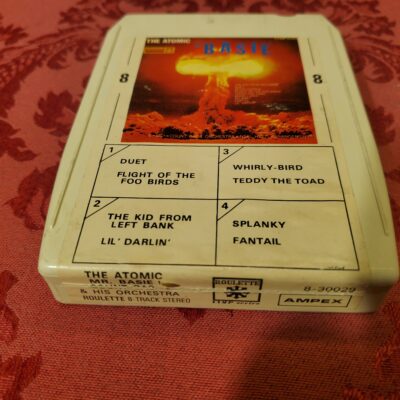 THE ATOMIC
BASIE
8
8
1
DUET
FLIGHT OF THE
FOO BIRDS
3
WHIRLY-BIRD
TEDDY THE TOAD
2
THE KID FROM
LEFT BANK
LIL' DARLIN'
4
SPLANKY
FANTAIL
THE ATOMIC
MR. BASIE
& HIS ORCHESTRA
ROULETTE 8 TRACK STEREO
ROULETTE
8-30029
AMPEX